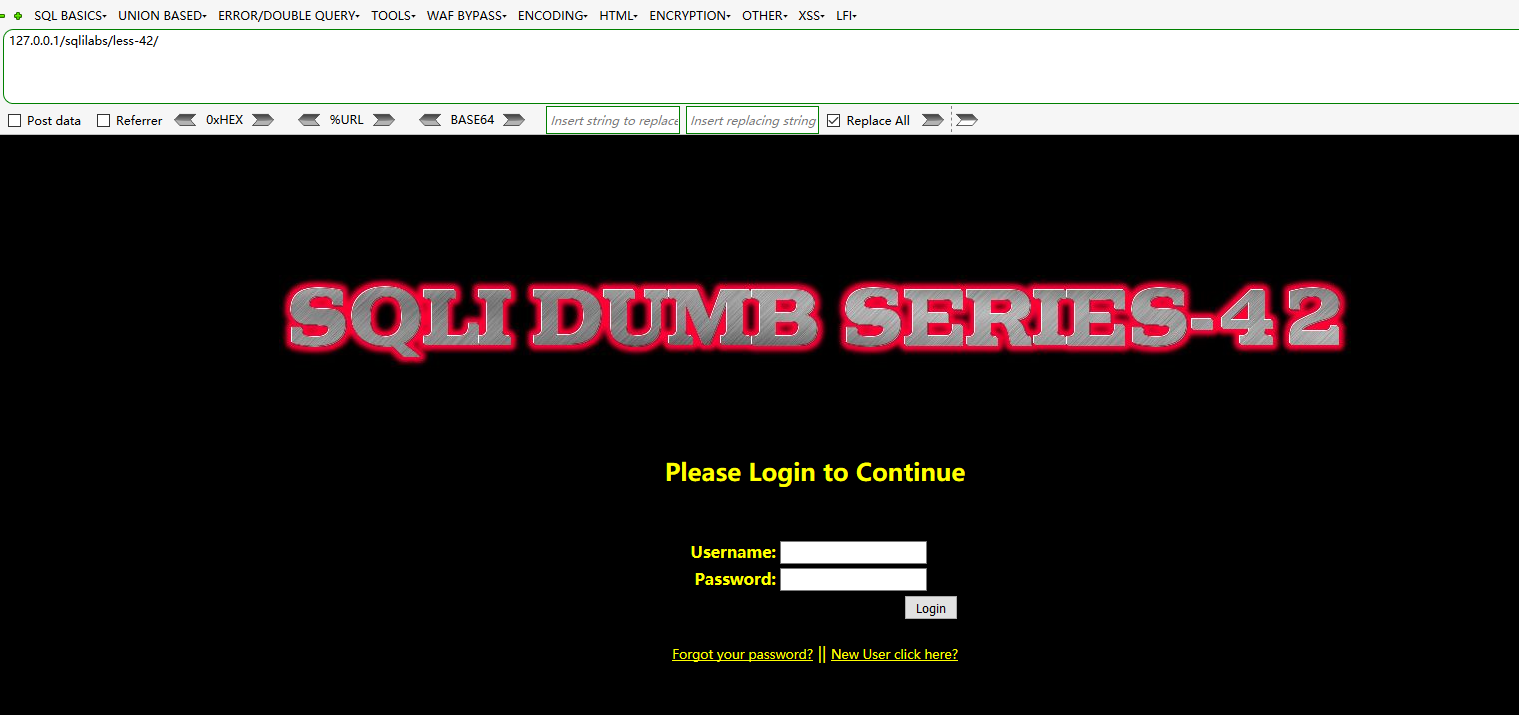 SQL BASICS UNION BASED ERROR/DOUBLE QUERY TOOLS WAF BYPASS ENCODING HTML ENCRYPTION OTHER XSS LFI
127.0.0.1/sqlilabs/less-42/
Post data Referrer 0xHEX %URL BASE64 Insert string to replace Insert replacing string Replace All
SQLI DUMB SERIES-42
Please Login to Continue
Username:
Password:
Login
Forgot your password? || New User click here?